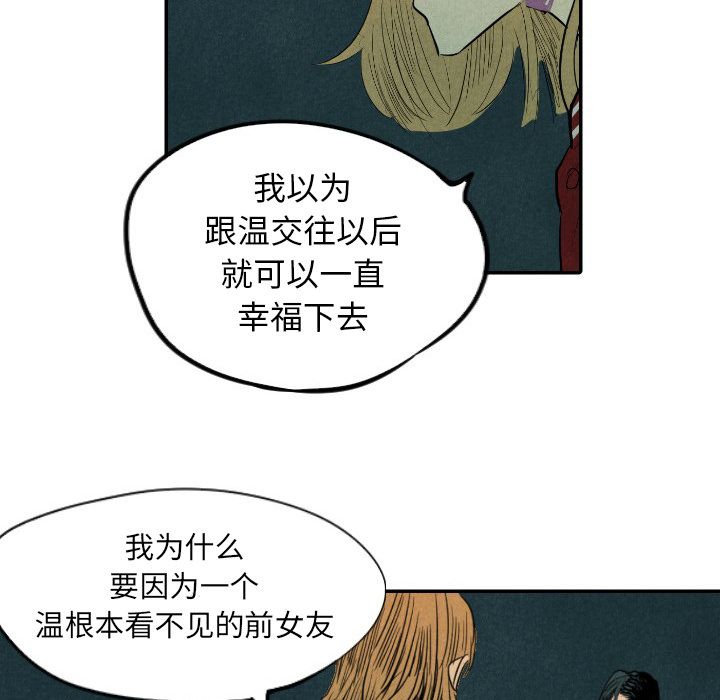 我以为
跟温交往以后
就可以一直
幸福下去
我为什么
要因为一个
温根本看不见的前女友